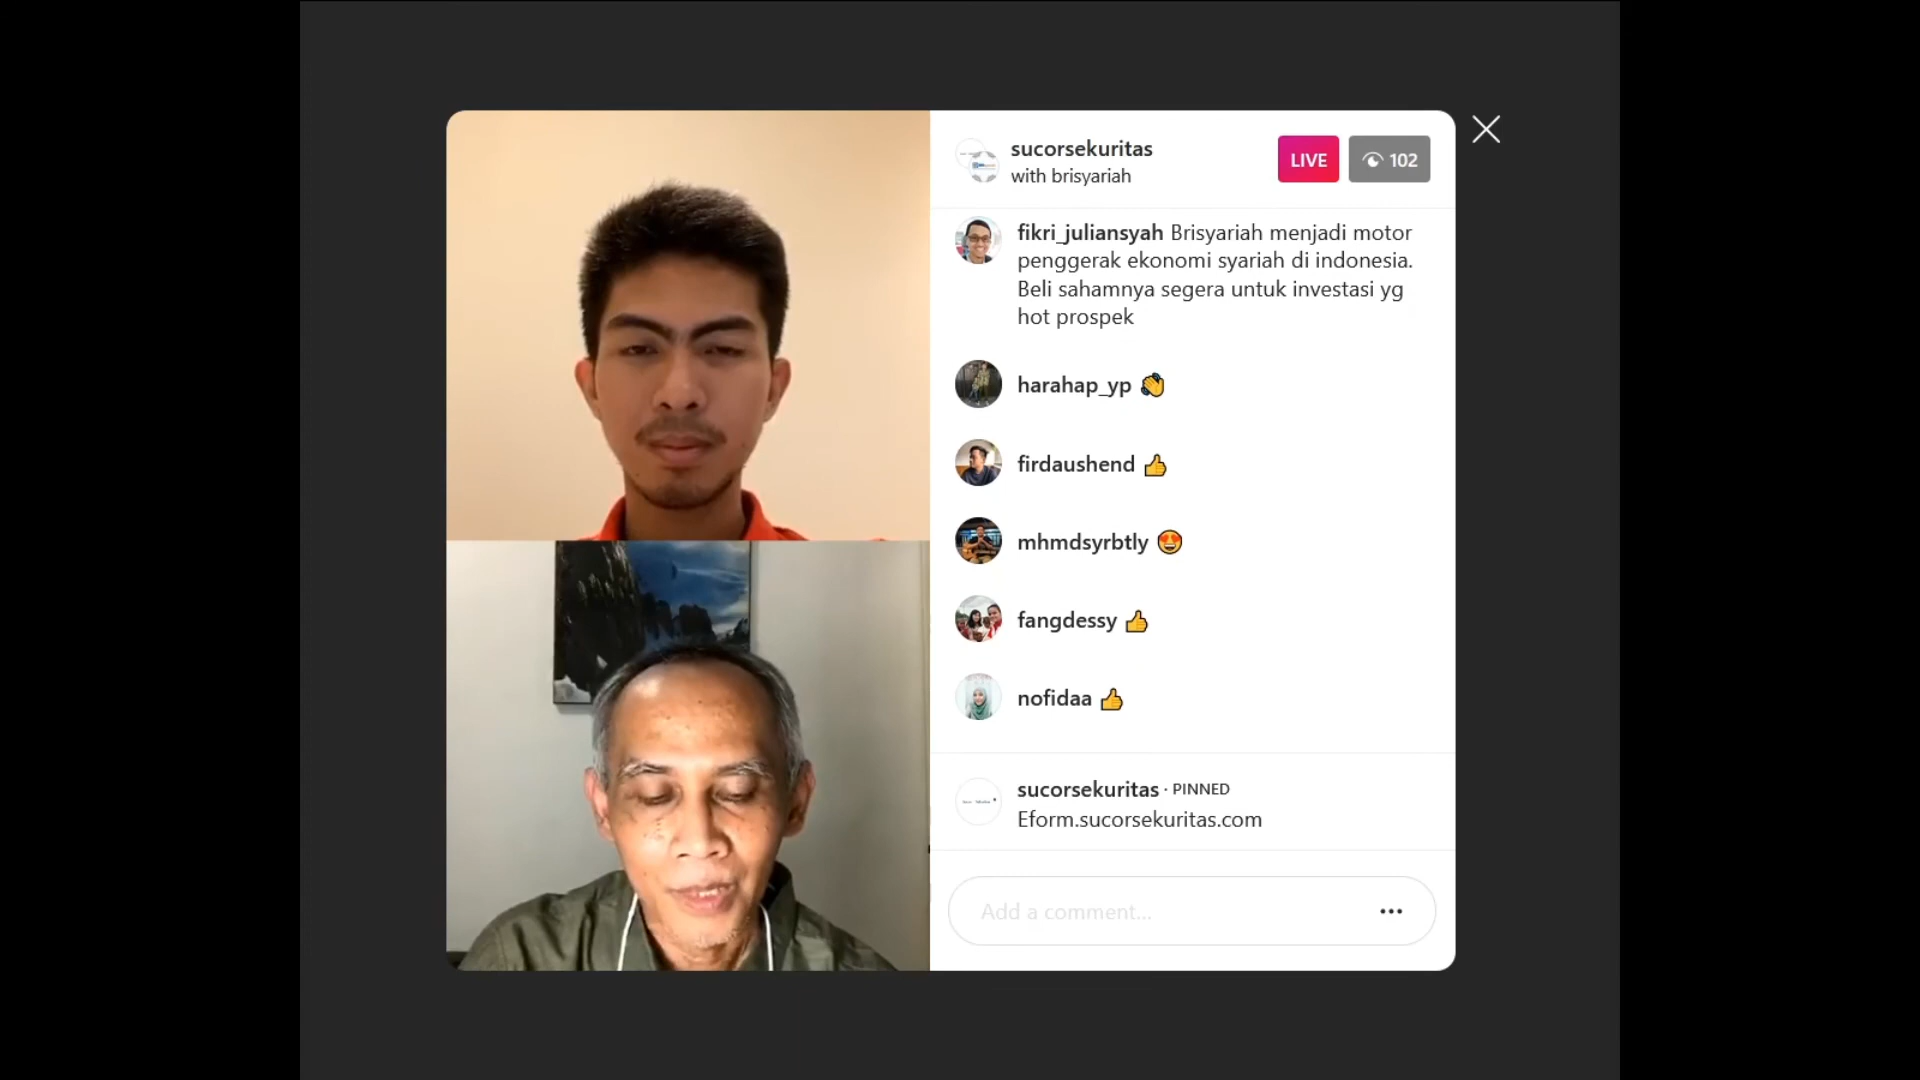 sucorsekuritas
with brisyariah
LIVE
102
fikri_juliansyah Brisyariah menjadi motor
penggerak ekonomi syariah di indonesia.
Beli sahamnya segera untuk investasi yg
hot prospek
harahap_yp 👏
firdaushend 👍
mhmdsyrbtly 😍
fangdessy 👍
nofidaa 👍
sucorsekuritas · PINNED
Eform.sucorsekuritas.com
Add a comment...